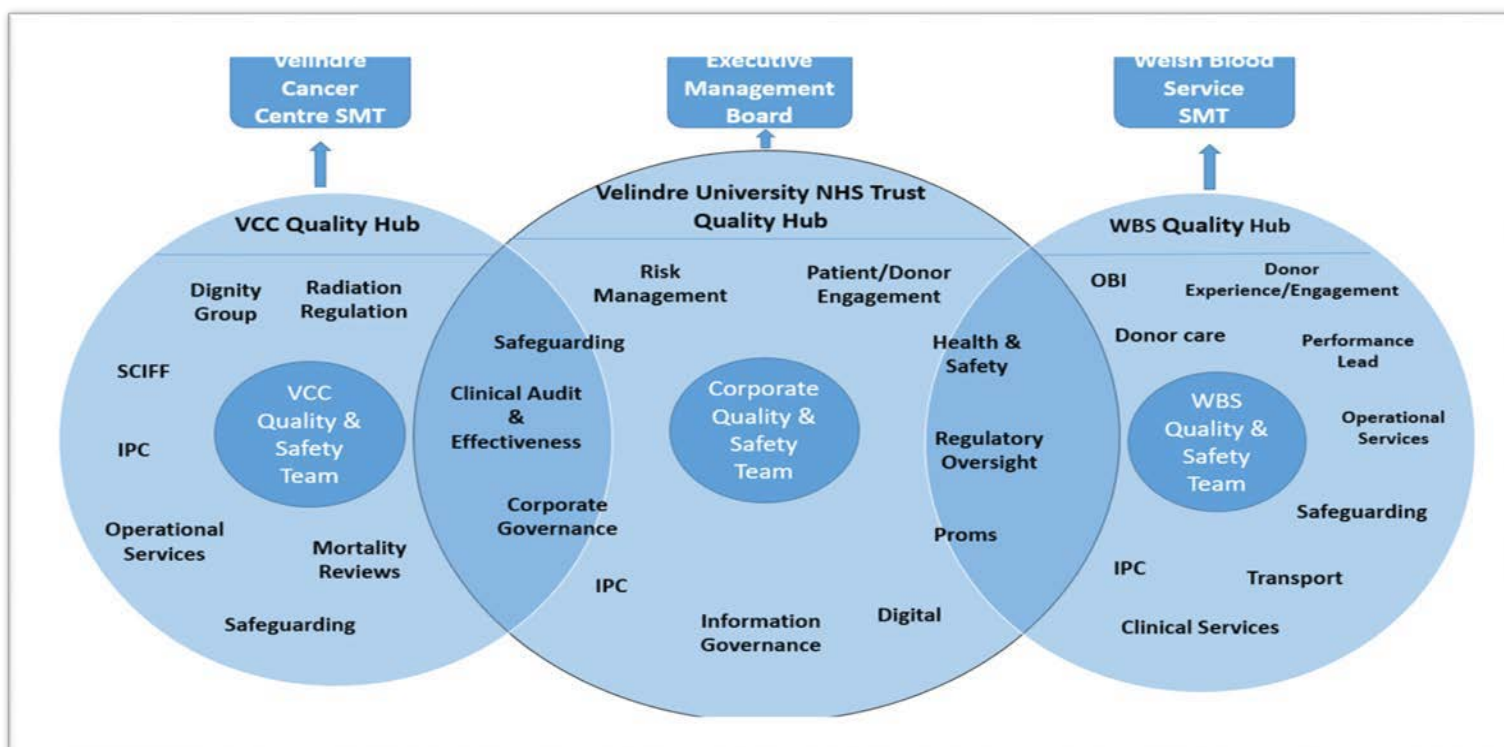 Velindre
Cancer
Centre SMT
Executive
Management
Board
Welsh Blood
Service
SMT
VCC Quality Hub
Dignity
Group
Radiation
Regulation
SCIFF
VCC
Quality &
Safety
Team
IPC
Operational
Services
Mortality
Reviews
Safeguarding
Safeguarding
Clinical Audit
&
Effectiveness
Corporate
Governance
Velindre University NHS Trust
Quality Hub
Risk
Management
Patient/Donor
Engagement
Corporate
Quality &
Safety
Team
IPC
Information
Governance
Digital
Health &
Safety
Regulatory
Oversight
Proms
WBS Quality Hub
OBI
Donor
Experience/Engagement
Donor care
Performance
Lead
WBS
Quality &
Safety
Team
Operational
Services
Safeguarding
IPC
Transport
Clinical Services